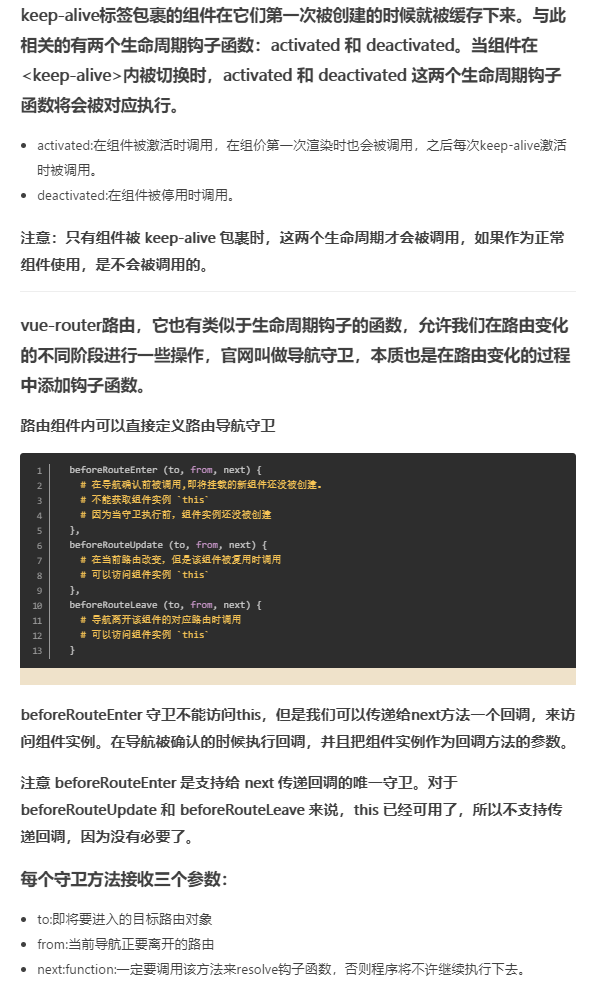 keep-alive标签包裹的组件在它们第一次被创建的时候就被缓存下来。与此
相关的有两个生命周期钩子函数：activated 和 deactivated。当组件在
<keep-alive>内被切换时，activated 和 deactivated 这两个生命周期钩子
函数将会被对应执行。
activated:在组件被激活时调用，在组价第一次渲染时也会被调用，之后每次keep-alive激活
时被调用。
deactivated:在组件被停用时调用。
注意：只有组件被 keep-alive 包裹时，这两个生命周期才会被调用，如果作为正常
组件使用，是不会被调用的。
vue-router路由，它也有类似于生命周期钩子的函数，允许我们在路由变化
的不同阶段进行一些操作，官网叫做导航守卫，本质也是在路由变化的过程
中添加钩子函数。
路由组件内可以直接定义路由导航守卫
1 beforeRouteEnter (to, from, next) {
2 # 在导航确认前被调用,即将挂载的新组件还没被创建.
3 # 不能获取组件实例 `this`
4 # 因为当守卫执行前，组件实例还没被创建
5 },
6 beforeRouteUpdate (to, from, next) {
7 # 在当前路由改变，但是该组件被复用时调用
8 # 可以访问组件实例 `this`
9 },
10 beforeRouteLeave (to, from, next) {
11 # 导航离开该组件的对应路由时调用
12 # 可以访问组件实例 `this`
13 }
beforeRouteEnter 守卫不能访问this，但是我们可以传递给next方法一个回调，来访
问组件实例。在导航被确认的时候执行回调，并且把组件实例作为回调方法的参数。
注意 beforeRouteEnter 是支持给 next 传递回调的唯一守卫。对于
beforeRouteUpdate 和 beforeRouteLeave 来说，this 已经可用了，所以不支持传
递回调，因为没有必要了。
每个守卫方法接收三个参数：
to:即将要进入的目标路由对象
from:当前导航正要离开的路由
next:function:一定要调用该方法来resolve钩子函数，否则程序将不许继续执行下去。